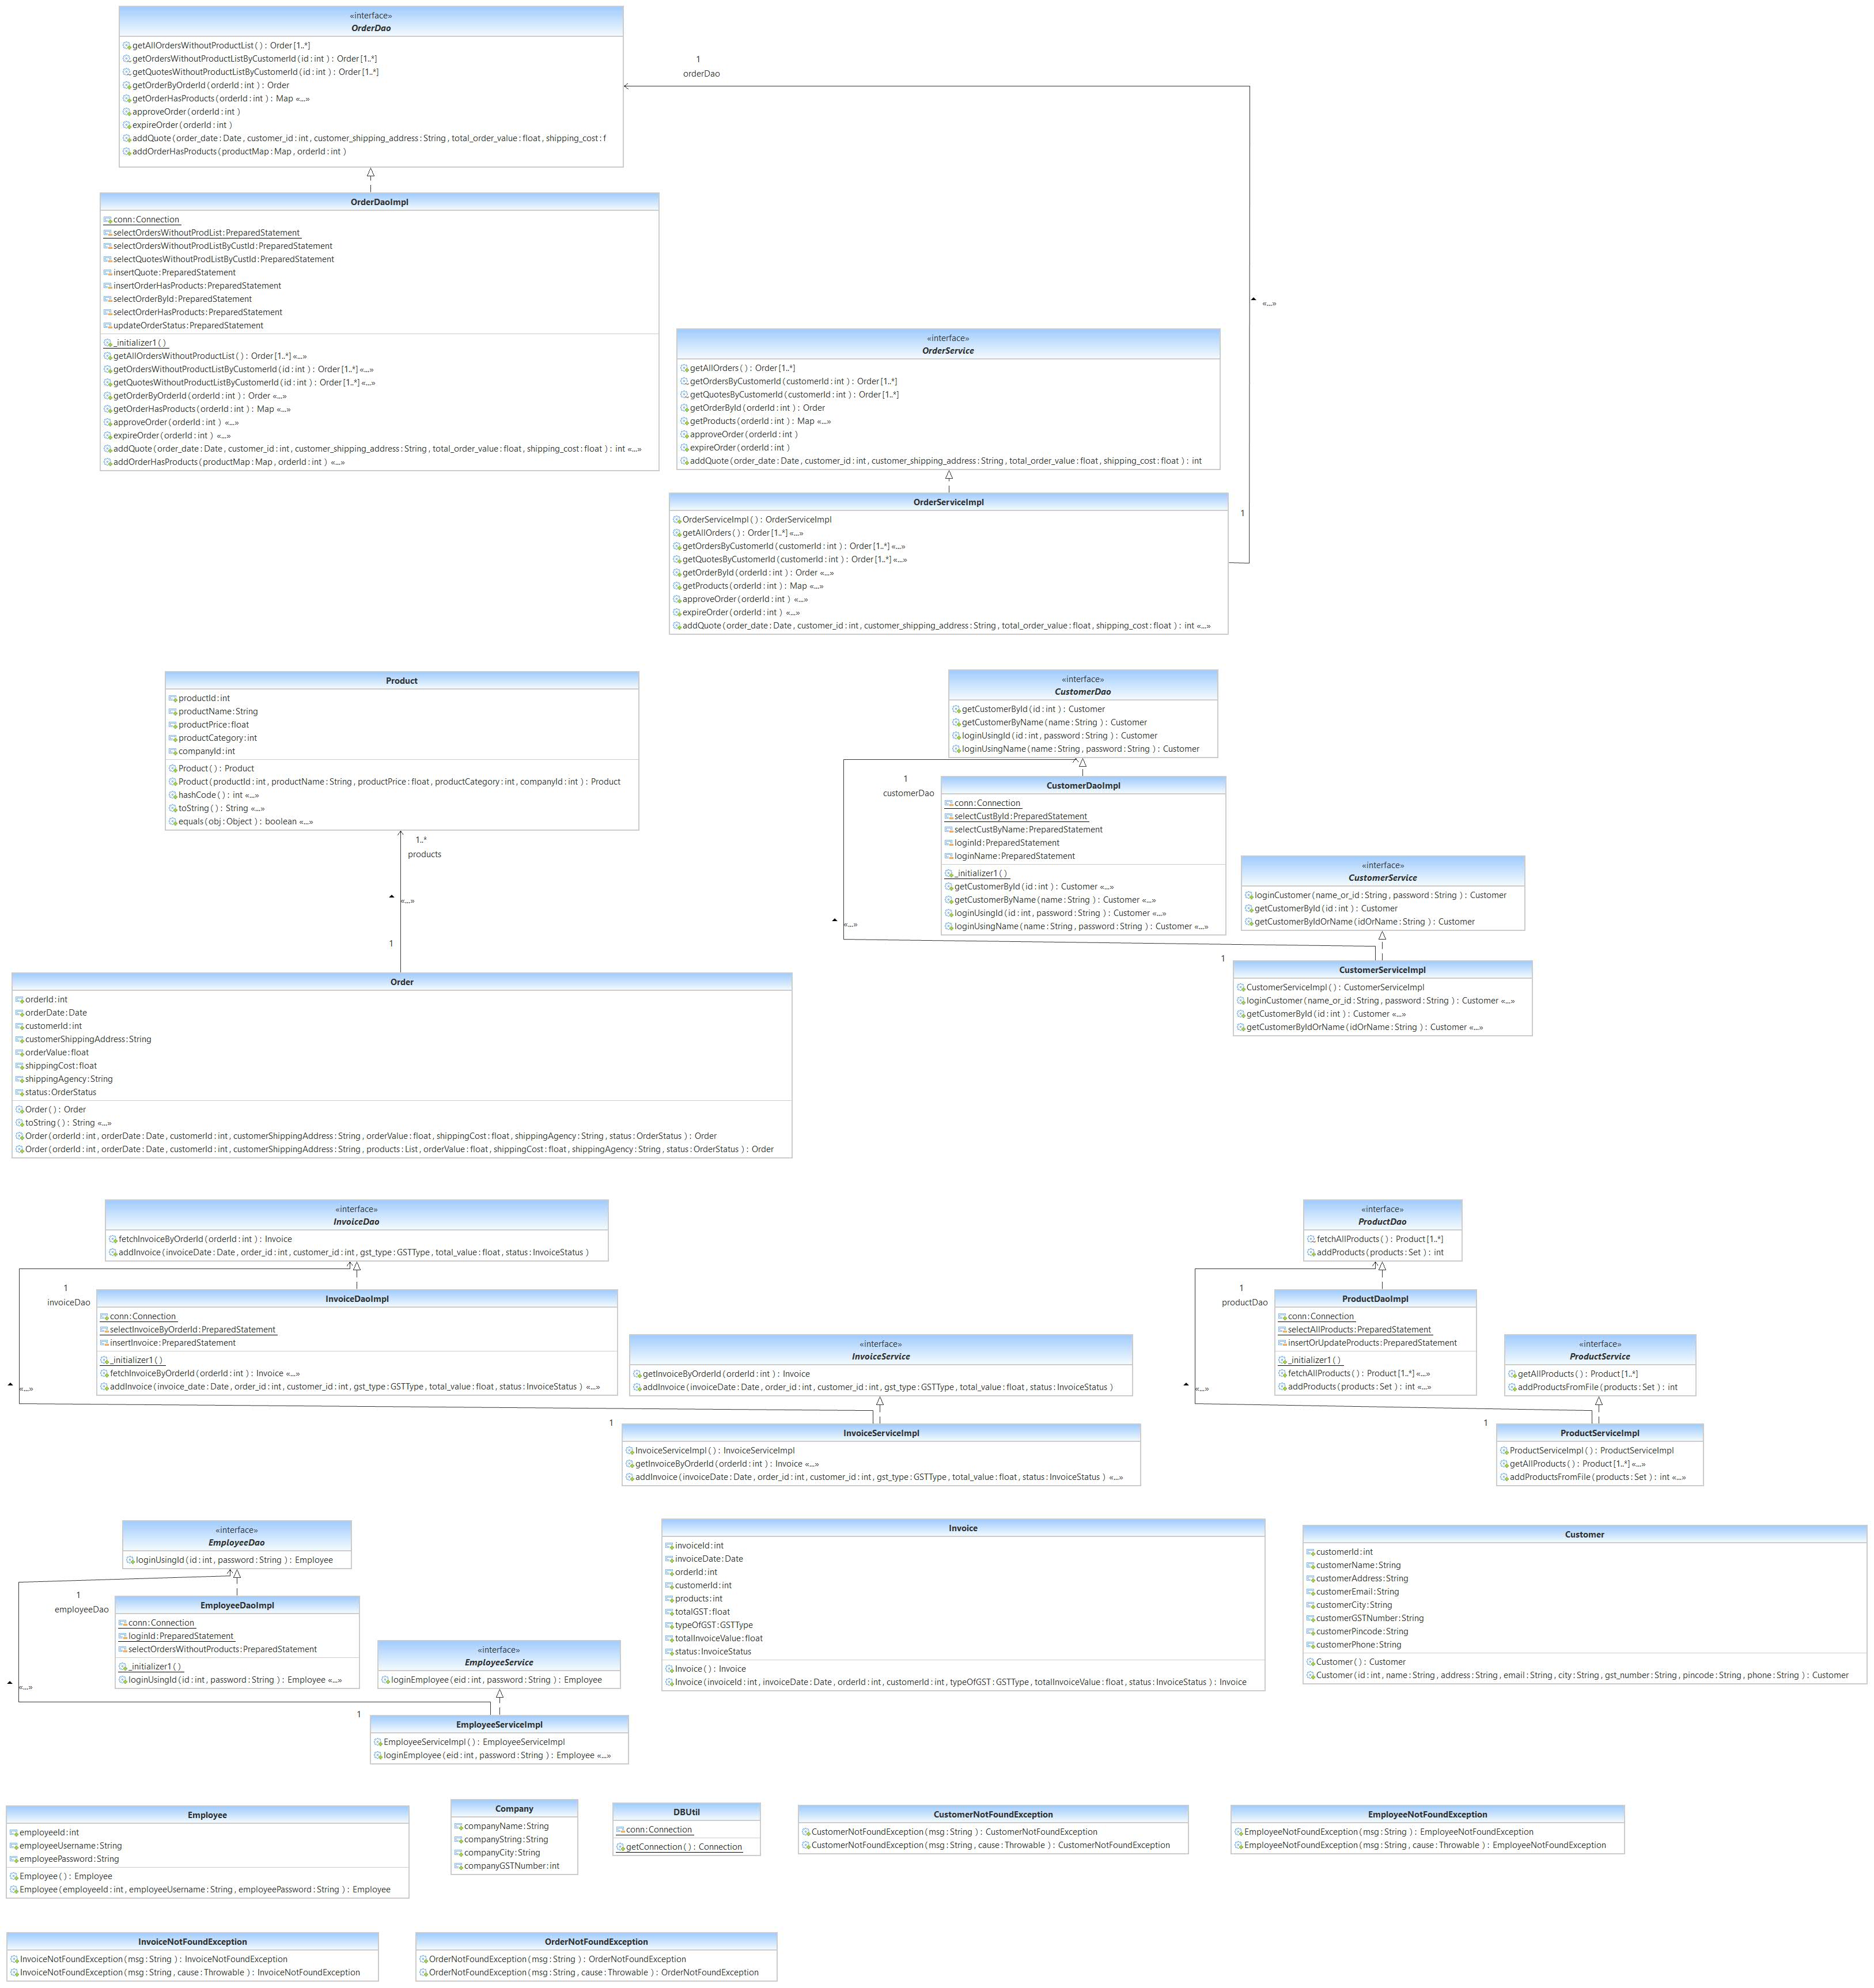 «interface»
OrderDao
getAllOrdersWithoutProductList ( ) : Order [1..*]
getOrdersWithoutProductListByCustomerId ( id : int ) : Order [1..*]
getQuotesWithoutProductListByCustomerId ( id : int ) : Order [1..*]
getOrderByOrderId ( orderId : int ) : Order
getOrderHasProducts ( orderId : int ) : Map «...»
approveOrder ( orderId : int )
expireOrder ( orderId : int )
addQuote ( order_date : Date , customer_id : int , customer_shipping_address : String , total_order_value : float , shipping_cost : f
addOrderHasProducts ( productMap : Map , orderId : int )
1
orderDao
«...»
1
OrderDaoImpl
conn : Connection
selectOrdersWithoutProdList : PreparedStatement
selectOrdersWithoutProdListByCustId : PreparedStatement
selectQuotesWithoutProdListByCustId : PreparedStatement
insertQuote : PreparedStatement
insertOrderHasProducts : PreparedStatement
selectOrderById : PreparedStatement
selectOrderHasProducts : PreparedStatement
updateOrderStatus : PreparedStatement
_initializer1 ( )
getAllOrdersWithoutProductList ( ) : Order [1..*] «...»
getOrdersWithoutProductListByCustomerId ( id : int ) : Order [1..*] «...»
getQuotesWithoutProductListByCustomerId ( id : int ) : Order [1..*] «...»
getOrderByOrderId ( orderId : int ) : Order «...»
getOrderHasProducts ( orderId : int ) : Map «...»
approveOrder ( orderId : int ) «...»
expireOrder ( orderId : int ) «...»
addQuote ( order_date : Date , customer_id : int , customer_shipping_address : String , total_order_value : float , shipping_cost : float ) : int «...»
addOrderHasProducts ( productMap : Map , orderId : int ) «...»
«interface»
OrderService
getAllOrders ( ) : Order [1..*]
getOrdersByCustomerId ( customerId : int ) : Order [1..*]
getQuotesByCustomerId ( customerId : int ) : Order [1..*]
getOrderById ( orderId : int ) : Order
getProducts ( orderId : int ) : Map «...»
approveOrder ( orderId : int )
expireOrder ( orderId : int )
addQuote ( order_date : Date , customer_id : int , customer_shipping_address : String , total_order_value : float , shipping_cost : float ) : int
OrderServiceImpl
OrderServiceImpl ( ) : OrderServiceImpl
getAllOrders ( ) : Order [1..*] «...»
getOrdersByCustomerId ( customerId : int ) : Order [1..*] «...»
getQuotesByCustomerId ( customerId : int ) : Order [1..*] «...»
getOrderById ( orderId : int ) : Order «...»
getProducts ( orderId : int ) : Map «...»
approveOrder ( orderId : int ) «...»
expireOrder ( orderId : int ) «...»
addQuote ( order_date : Date , customer_id : int , customer_shipping_address : String , total_order_value : float , shipping_cost : float ) : int «...»
Product
productId : int
productName : String
productPrice : float
productCategory : int
companyId : int
Product ( ) : Product
Product ( productId : int , productName : String , productPrice : float , productCategory : int , companyId : int ) : Product
hashCode ( ) : int «...»
toString ( ) : String «...»
equals ( obj : Object ) : boolean «...»
1..*
products
«...»
1
Order
orderId : int
orderDate : Date
customerId : int
customerShippingAddress : String
orderValue : float
shippingCost : float
shippingAgency : String
status : OrderStatus
Order ( ) : Order
toString ( ) : String «...»
Order ( orderId : int , orderDate : Date , customerId : int , customerShippingAddress : String , orderValue : float , shippingCost : float , shippingAgency : String , status : OrderStatus ) : Order
Order ( orderId : int , orderDate : Date , customerId : int , customerShippingAddress : String , products : List , orderValue : float , shippingCost : float , shippingAgency : String , status : OrderStatus ) : Order
«interface»
CustomerDao
getCustomerById ( id : int ) : Customer
getCustomerByName ( name : String ) : Customer
loginUsingId ( id : int , password : String ) : Customer
loginUsingName ( name : String , password : String ) : Customer
1
customerDao
«...»
1
CustomerDaoImpl
conn : Connection
selectCustById : PreparedStatement
selectCustByName : PreparedStatement
loginId : PreparedStatement
loginName : PreparedStatement
_initializer1 ( )
getCustomerById ( id : int ) : Customer «...»
getCustomerByName ( name : String ) : Customer «...»
loginUsingId ( id : int , password : String ) : Customer «...»
loginUsingName ( name : String , password : String ) : Customer «...»
«interface»
CustomerService
loginCustomer ( name_or_id : String , password : String ) : Customer
getCustomerById ( id : int ) : Customer
getCustomerByIdOrName ( idOrName : String ) : Customer
CustomerServiceImpl
CustomerServiceImpl ( ) : CustomerServiceImpl
loginCustomer ( name_or_id : String , password : String ) : Customer «...»
getCustomerById ( id : int ) : Customer «...»
getCustomerByIdOrName ( idOrName : String ) : Customer «...»
«interface»
InvoiceDao
fetchInvoiceByOrderId ( orderId : int ) : Invoice
addInvoice ( invoiceDate : Date , order_id : int , customer_id : int , gst_type : GSTType , total_value : float , status : InvoiceStatus )
1
invoiceDao
«...»
1
InvoiceDaoImpl
conn : Connection
selectInvoiceByOrderId : PreparedStatement
insertInvoice : PreparedStatement
_initializer1 ( )
fetchInvoiceByOrderId ( orderId : int ) : Invoice «...»
addInvoice ( invoice_date : Date , order_id : int , customer_id : int , gst_type : GSTType , total_value : float , status : InvoiceStatus ) «...»
«interface»
InvoiceService
getInvoiceByOrderId ( orderId : int ) : Invoice
addInvoice ( invoiceDate : Date , order_id : int , customer_id : int , gst_type : GSTType , total_value : float , status : InvoiceStatus )
InvoiceServiceImpl
InvoiceServiceImpl ( ) : InvoiceServiceImpl
getInvoiceByOrderId ( orderId : int ) : Invoice «...»
addInvoice ( invoiceDate : Date , order_id : int , customer_id : int , gst_type : GSTType , total_value : float , status : InvoiceStatus ) «...»
«interface»
ProductDao
fetchAllProducts ( ) : Product [1..*]
addProducts ( products : Set ) : int
1
productDao
«...»
1
ProductDaoImpl
conn : Connection
selectAllProducts : PreparedStatement
insertOrUpdateProducts : PreparedStatement
_initializer1 ( )
fetchAllProducts ( ) : Product [1..*] «...»
addProducts ( products : Set ) : int «...»
«interface»
ProductService
getAllProducts ( ) : Product [1..*]
addProductsFromFile ( products : Set ) : int
ProductServiceImpl
ProductServiceImpl ( ) : ProductServiceImpl
getAllProducts ( ) : Product [1..*] «...»
addProductsFromFile ( products : Set ) : int «...»
«interface»
EmployeeDao
loginUsingId ( id : int , password : String ) : Employee
1
employeeDao
«...»
1
EmployeeDaoImpl
conn : Connection
loginId : PreparedStatement
selectOrdersWithoutProducts : PreparedStatement
_initializer1 ( )
loginUsingId ( id : int , password : String ) : Employee «...»
«interface»
EmployeeService
loginEmployee ( eid : int , password : String ) : Employee
EmployeeServiceImpl
EmployeeServiceImpl ( ) : EmployeeServiceImpl
loginEmployee ( eid : int , password : String ) : Employee «...»
Invoice
invoiceId : int
invoiceDate : Date
orderId : int
customerId : int
products : int
totalGST : float
typeOfGST : GSTType
totalInvoiceValue : float
status : InvoiceStatus
Invoice ( ) : Invoice
Invoice ( invoiceId : int , invoiceDate : Date , orderId : int , customerId : int , typeOfGST : GSTType , totalInvoiceValue : float , status : InvoiceStatus ) : Invoice
Customer
customerId : int
customerName : String
customerAddress : String
customerEmail : String
customerCity : String
customerGSTNumber : String
customerPincode : String
customerPhone : String
Customer ( ) : Customer
Customer ( id : int , name : String , address : String , email : String , city : String , gst_number : String , pincode : String , phone : String ) : Customer
Employee
employeeId : int
employeeUsername : String
employeePassword : String
Employee ( ) : Employee
Employee ( employeeId : int , employeeUsername : String , employeePassword : String ) : Employee
Company
companyName : String
companyString : String
companyCity : String
companyGSTNumber : int
DBUtil
conn : Connection
getConnection ( ) : Connection
CustomerNotFoundException
CustomerNotFoundException ( msg : String ) : CustomerNotFoundException
CustomerNotFoundException ( msg : String , cause : Throwable ) : CustomerNotFoundException
EmployeeNotFoundException
EmployeeNotFoundException ( msg : String ) : EmployeeNotFoundException
EmployeeNotFoundException ( msg : String , cause : Throwable ) : EmployeeNotFoundException
InvoiceNotFoundException
InvoiceNotFoundException ( msg : String ) : InvoiceNotFoundException
InvoiceNotFoundException ( msg : String , cause : Throwable ) : InvoiceNotFoundException
OrderNotFoundException
OrderNotFoundException ( msg : String ) : OrderNotFoundException
OrderNotFoundException ( msg : String , cause : Throwable ) : OrderNotFoundException